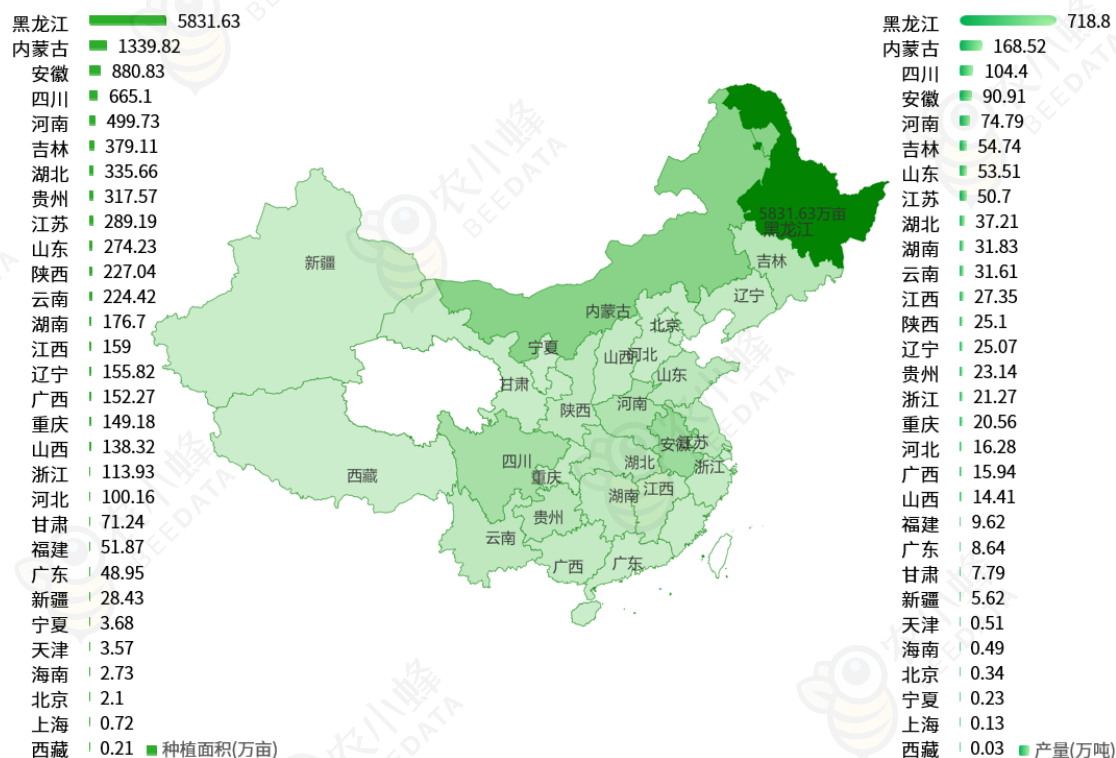 黑龙江 5831.63
内蒙古 1339.82
安徽 880.83
四川 665.1
河南 499.73
吉林 379.11
湖北 335.66
贵州 317.57
江苏 289.19
山东 274.23
陕西 227.04
云南 224.42
湖南 176.7
江西 159
辽宁 155.82
广西 152.27
重庆 149.18
山西 138.32
浙江 113.93
河北 100.16
甘肃 71.24
福建 51.87
广东 48.95
新疆 28.43
宁夏 3.68
天津 3.57
海南 2.73
北京 2.1
上海 0.72
西藏 0.21
种植面积(万亩)
5831.63万亩
黑龙江
吉林
新疆
辽宁
内蒙古
北京
宁夏
山西
河北
山东
甘肃
河南
陕西
安徽
江苏
四川
湖北
浙江
西藏
重庆
湖南
江西
贵州
云南
广西
广东
黑龙江 718.8
内蒙古 168.52
四川 104.4
安徽 90.91
河南 74.79
吉林 54.74
山东 53.51
江苏 50.7
湖北 37.21
湖南 31.83
云南 31.61
江西 27.35
陕西 25.1
辽宁 25.07
贵州 23.14
浙江 21.27
重庆 20.56
河北 16.28
广西 15.94
山西 14.41
福建 9.62
广东 8.64
甘肃 7.79
新疆 5.62
天津 0.51
海南 0.49
北京 0.34
宁夏 0.23
上海 0.13
西藏 0.03
产量(万吨)
农小蜂
BEEDATA